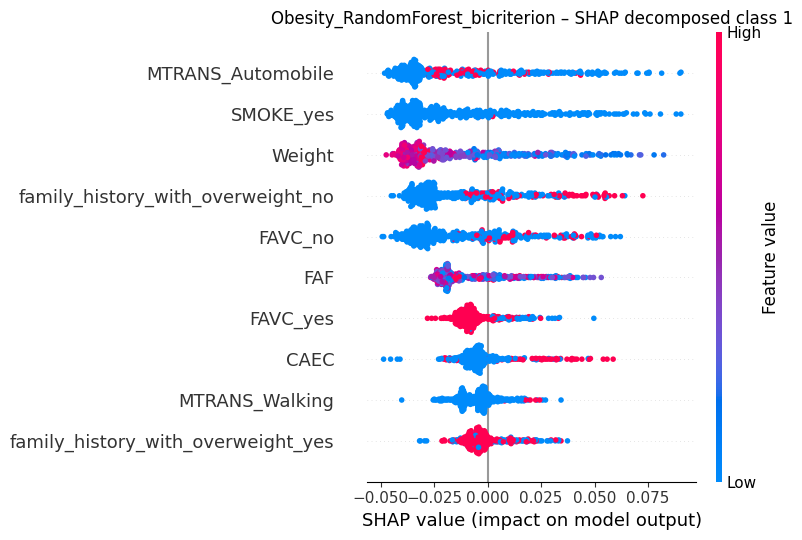 Obesity_RandomForest_bicriterion – SHAP decomposed class 1
High
MTRANS_Automobile
SMOKE_yes
Weight
family_history_with_overweight_no
FAVC_no
FAF
FAVC_yes
CAEC
MTRANS_Walking
family_history_with_overweight_yes
Feature value
Low
−0.050 −0.025 0.000 0.025 0.050 0.075
SHAP value (impact on model output)